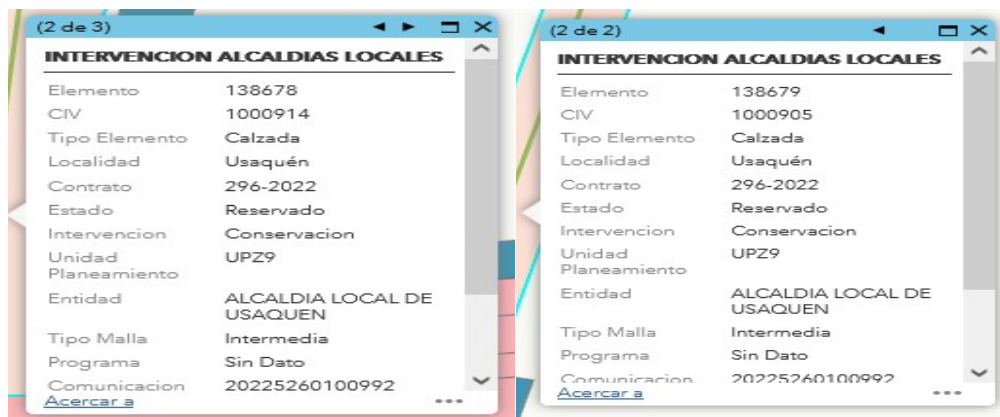 (2 de 3)
INTERVENCION ALCALDIAS LOCALES
Elemento 138678
CIV 1000914
Tipo Elemento Calzada
Localidad Usaquén
Contrato 296-2022
Estado Reservado
Intervencion Conservacion
Unidad Planeamiento UPZ9
Entidad ALCALDIA LOCAL DE
USAQUEN
Tipo Malla Intermedia
Programa Sin Dato
Comunicacion 20225260100992
Acercar a
(2 de 2)
INTERVENCION ALCALDIAS LOCALES
Elemento 138679
CIV 1000905
Tipo Elemento Calzada
Localidad Usaquén
Contrato 296-2022
Estado Reservado
Intervencion Conservacion
Unidad Planeamiento UPZ9
Entidad ALCALDIA LOCAL DE
USAQUEN
Tipo Malla Intermedia
Programa Sin Dato
Comunicacion 20225260100992
Acercar a